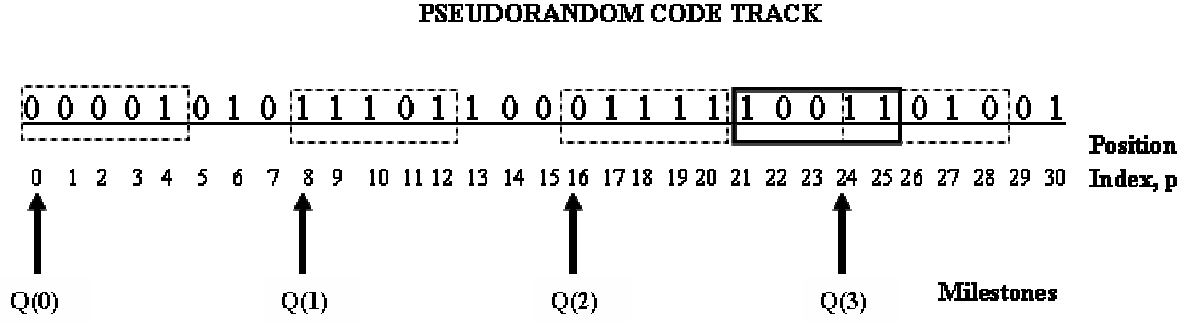 PSEUDORANDOM CODE TRACK
0 0 0 0 1 0 1 0 1 1 1 0 1 1 0 0 0 1 1 1 1 1 0 0 1 1 0 1 0 0 1
Position
0 1 2 3 4 5 6 7 8 9 10 11 12 13 14 15 16 17 18 19 20 21 22 23 24 25 26 27 28 29 30 Index, p
Q(0) Q(1) Q(2) Q(3) Milestones